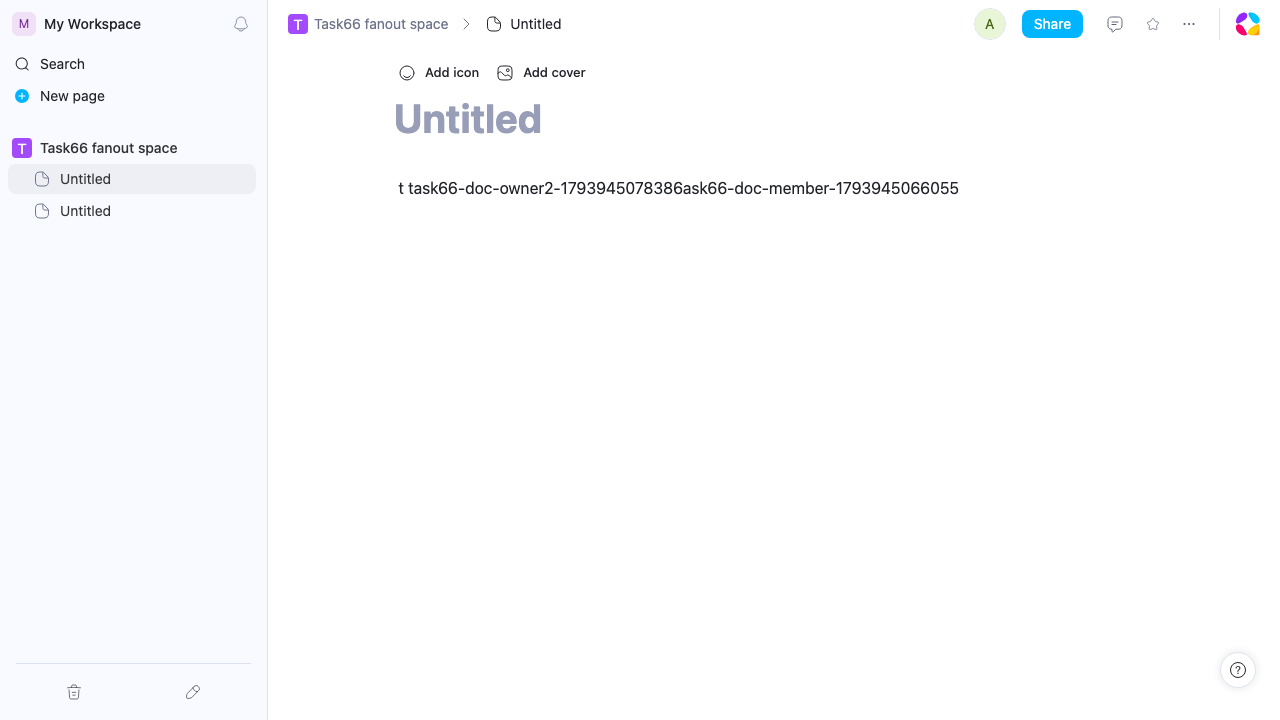 M My Workspace
Search
New page
T Task66 fanout space
Untitled
Untitled
T Task66 fanout space > Untitled
A
Share
Add icon
Add cover
Untitled
t task66-doc-owner2-1793945078386ask66-doc-member-1793945066055
?